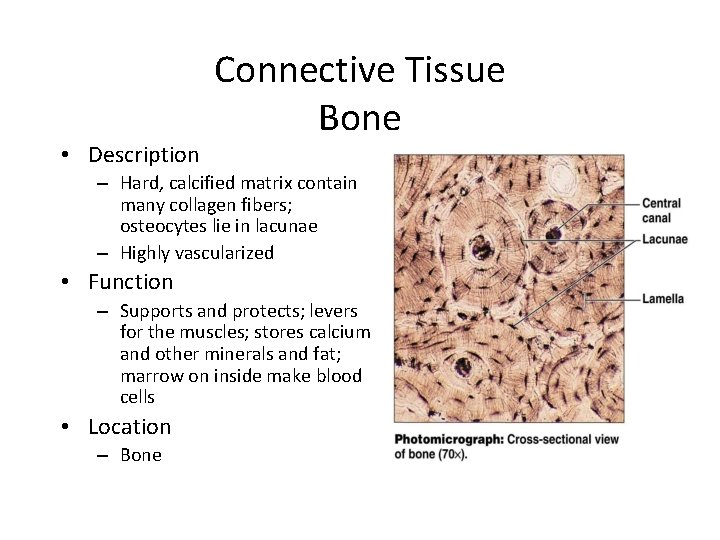 Connective Tissue
Bone
• Description
– Hard, calcified matrix contain
many collagen fibers;
osteocytes lie in lacunae
– Highly vascularized
• Function
– Supports and protects; levers
for the muscles; stores calcium
and other minerals and fat;
marrow on inside make blood
cells
• Location
– Bone
Central
canal
Lacunae
Lamella
Photomicrograph: Cross-sectional view
of bone (70×).